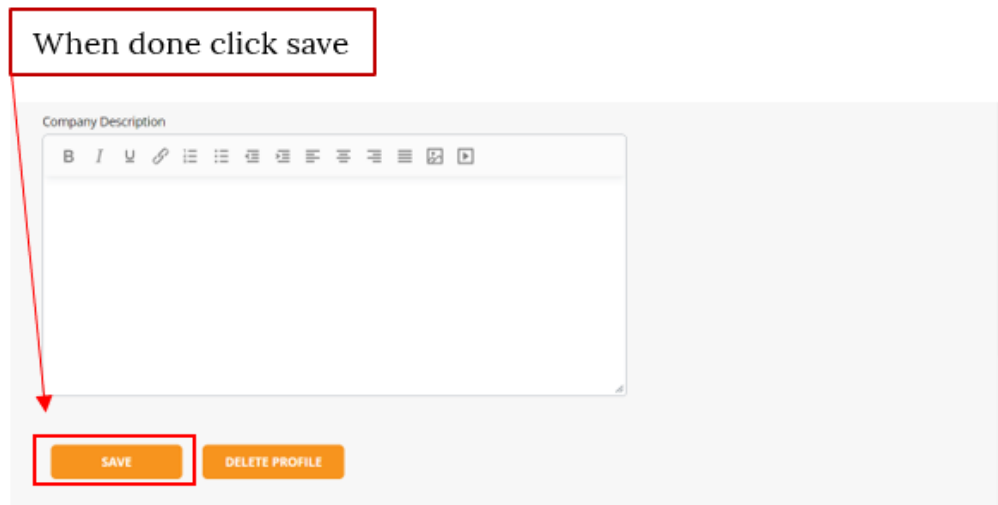 When done click save
Company Description
B I U
SAVE DELETE PROFILE